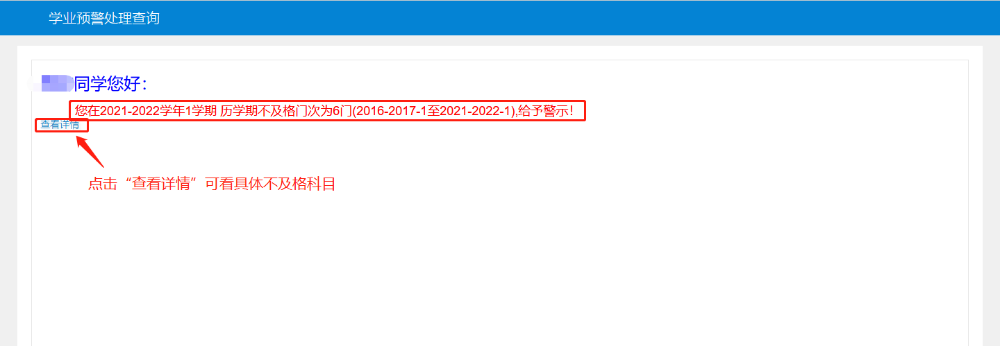 学业预警处理查询
同学您好：
您在2021-2022学年1学期 历学期不及格门次为6门(2016-2017-1至2021-2022-1),给予警示！
查看详情
点击“查看详情”可看具体不及格科目